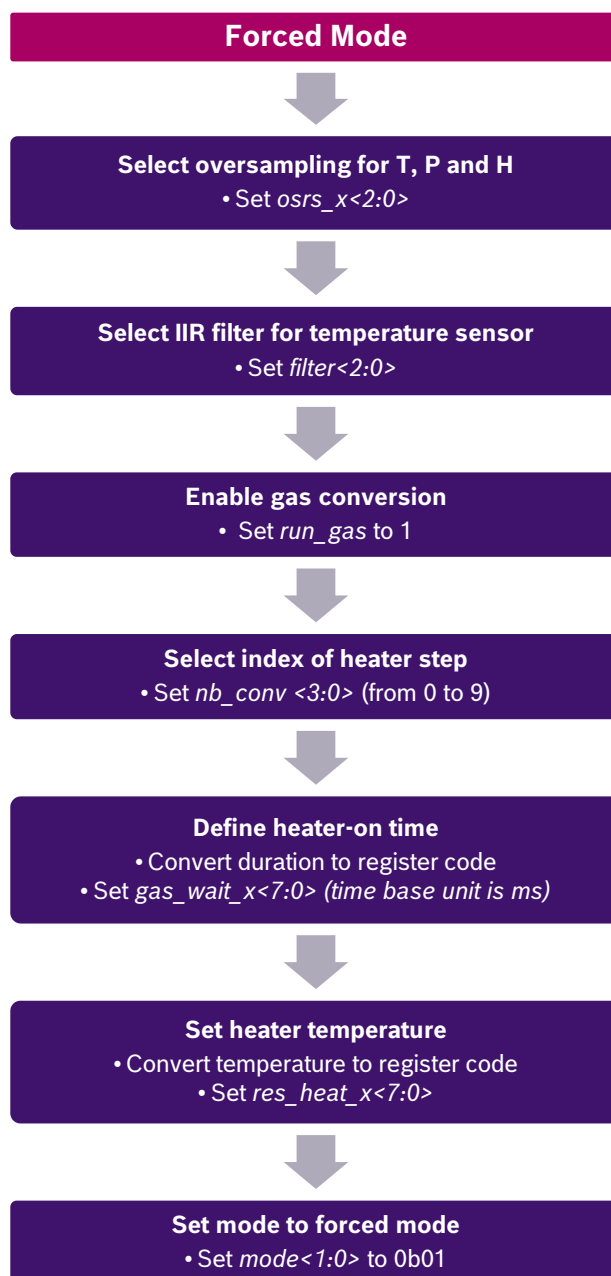 Forced Mode
Select oversampling for T, P and H
• Set osrs_x<2:0>
Select IIR filter for temperature sensor
• Set filter<2:0>
Enable gas conversion
• Set run_gas to 1
Select index of heater step
• Set nb_conv <3:0> (from 0 to 9)
Define heater-on time
• Convert duration to register code
• Set gas_wait_x<7:0> (time base unit is ms)
Set heater temperature
• Convert temperature to register code
• Set res_heat_x<7:0>
Set mode to forced mode
• Set mode<1:0> to 0b01